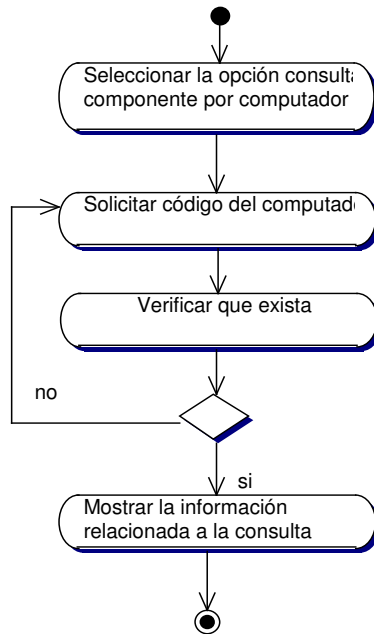 Seleccionar la opción consulta
componente por computador
Solicitar código del computad
Verificar que exista
no
si
Mostrar la información
relacionada a la consulta